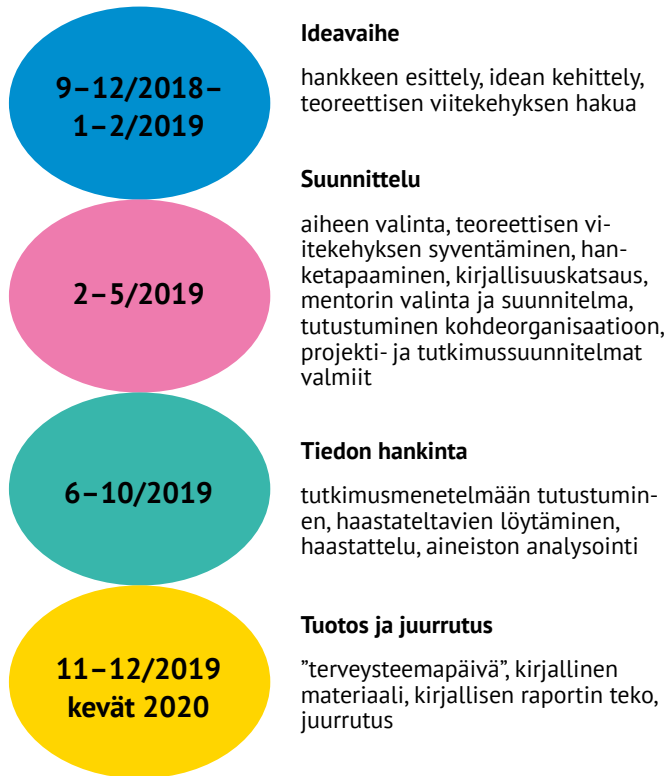 9–12/2018–
1–2/2019
Ideavaihe
hankkeen esittely, idean kehittely,
teoreettisen viitekehyksen hakua
2–5/2019
Suunnittelu
aiheen valinta, teoreettisen vi-
itekehyksen syventäminen, han-
ketapaaminen, kirjallisuuskatsaus,
mentorin valinta ja suunnitelma,
tutustuminen kohdeorganisaatioon,
projekti- ja tutkimussuunnitelmat
valmiit
6–10/2019
Tiedon hankinta
tutkimusmenetelmään tutustumin-
en, haastateltavien löytäminen,
haastattelu, aineiston analysointi
11–12/2019
kevät 2020
Tuotos ja juurrutus
”terveysteemapäivä”, kirjallinen
materiaali, kirjallisen raportin teko,
juurrutus